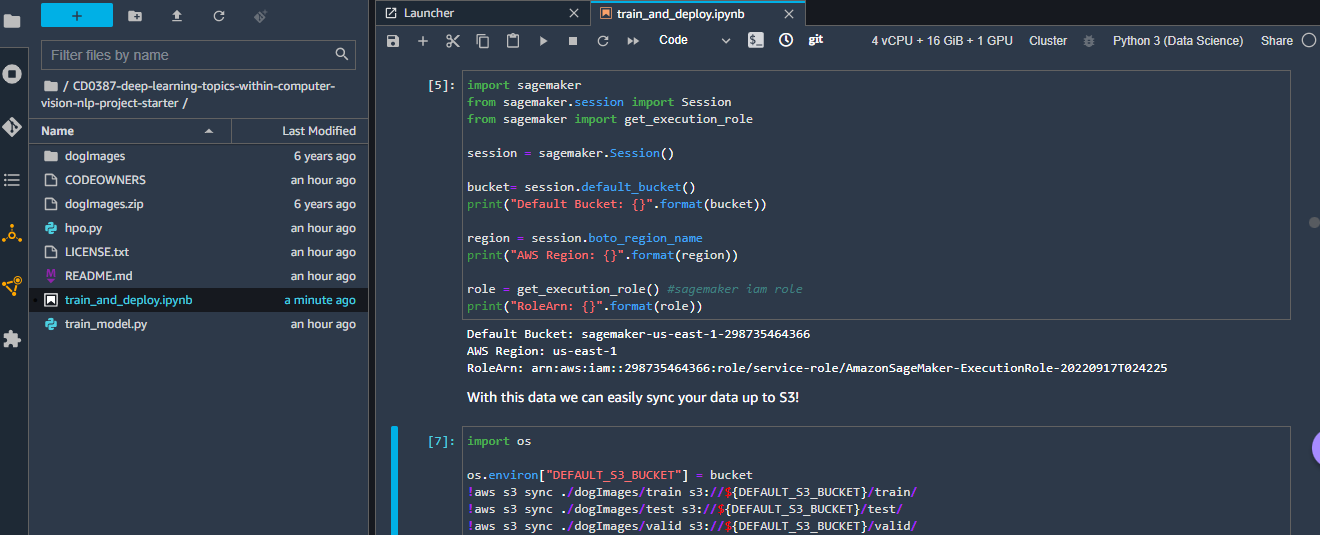 Launcher
train_and_deploy.ipynb
Code
git
4 vCPU + 16 GiB + 1 GPU
Cluster
Python 3 (Data Science)
Share
Filter files by name
/ CD0387-deep-learning-topics-within-computer-
vision-nlp-project-starter /
Name Last Modified
dogImages 6 years ago
CODEOWNERS an hour ago
dogImages.zip 6 years ago
hpo.py an hour ago
LICENSE.txt an hour ago
README.md an hour ago
train_and_deploy.ipynb a minute ago
train_model.py an hour ago
[5]:
import sagemaker
from sagemaker.session import Session
from sagemaker import get_execution_role
session = sagemaker.Session()
bucket= session.default_bucket()
print("Default Bucket: {}".format(bucket))
region = session.boto_region_name
print("AWS Region: {}".format(region))
role = get_execution_role() #sagemaker iam role
print("RoleArn: {}".format(role))
Default Bucket: sagemaker-us-east-1-298735464366
AWS Region: us-east-1
RoleArn: arn:aws:iam::298735464366:role/service-role/AmazonSageMaker-ExecutionRole-20220917T024225
With this data we can easily sync your data up to S3!
[7]:
import os
os.environ["DEFAULT_S3_BUCKET"] = bucket
!aws s3 sync ./dogImages/train s3://${DEFAULT_S3_BUCKET}/train/
!aws s3 sync ./dogImages/test s3://${DEFAULT_S3_BUCKET}/test/
!aws s3 sync ./dogImages/valid s3://${DEFAULT_S3_BUCKET}/valid/